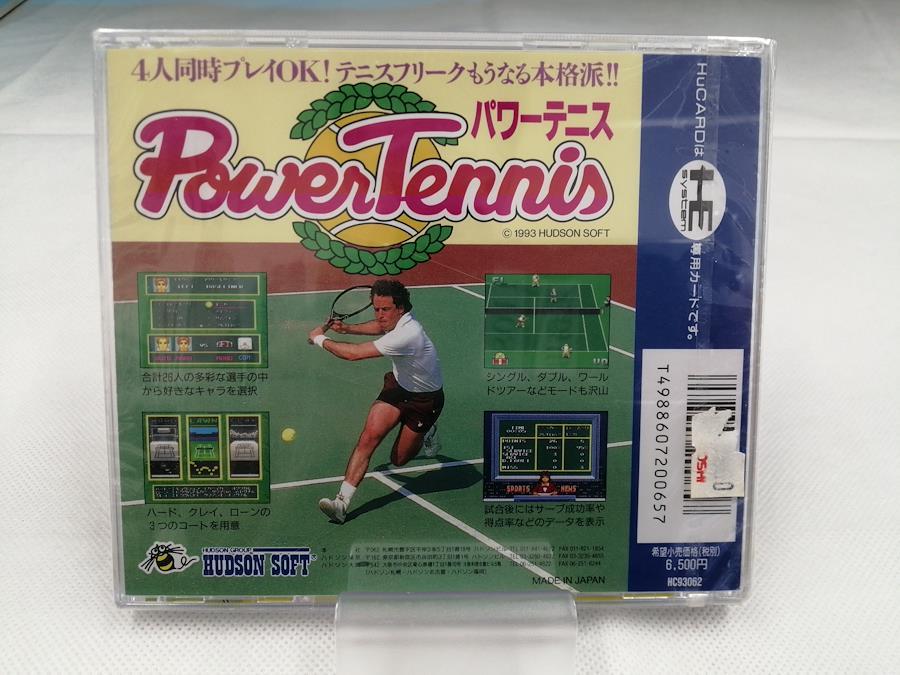 4人同時プレイOK! テニスフリークもうなる本格派!!
パワーテニス
PowerTennis
© 1993 HUDSON SOFT
合計26人の多彩な選手の中
から好きなキャラを選択
シングル、ダブル、ワール
ドツアーなどモードも沢山
LAWN
ハード、クレイ、ローンの
3つのコートを用意
TIME
POINTS
SERVICE
SPORTS NEWS
試合後にはサーブ成功率や
得点率などのデータを表示
HUDSON GROUP
HUDSON SOFT
MADE IN JAPAN
HuCARDは
HE
system
専用カードです。
T4988607200657
希望小売価格(税別)
6,500円
HC93062